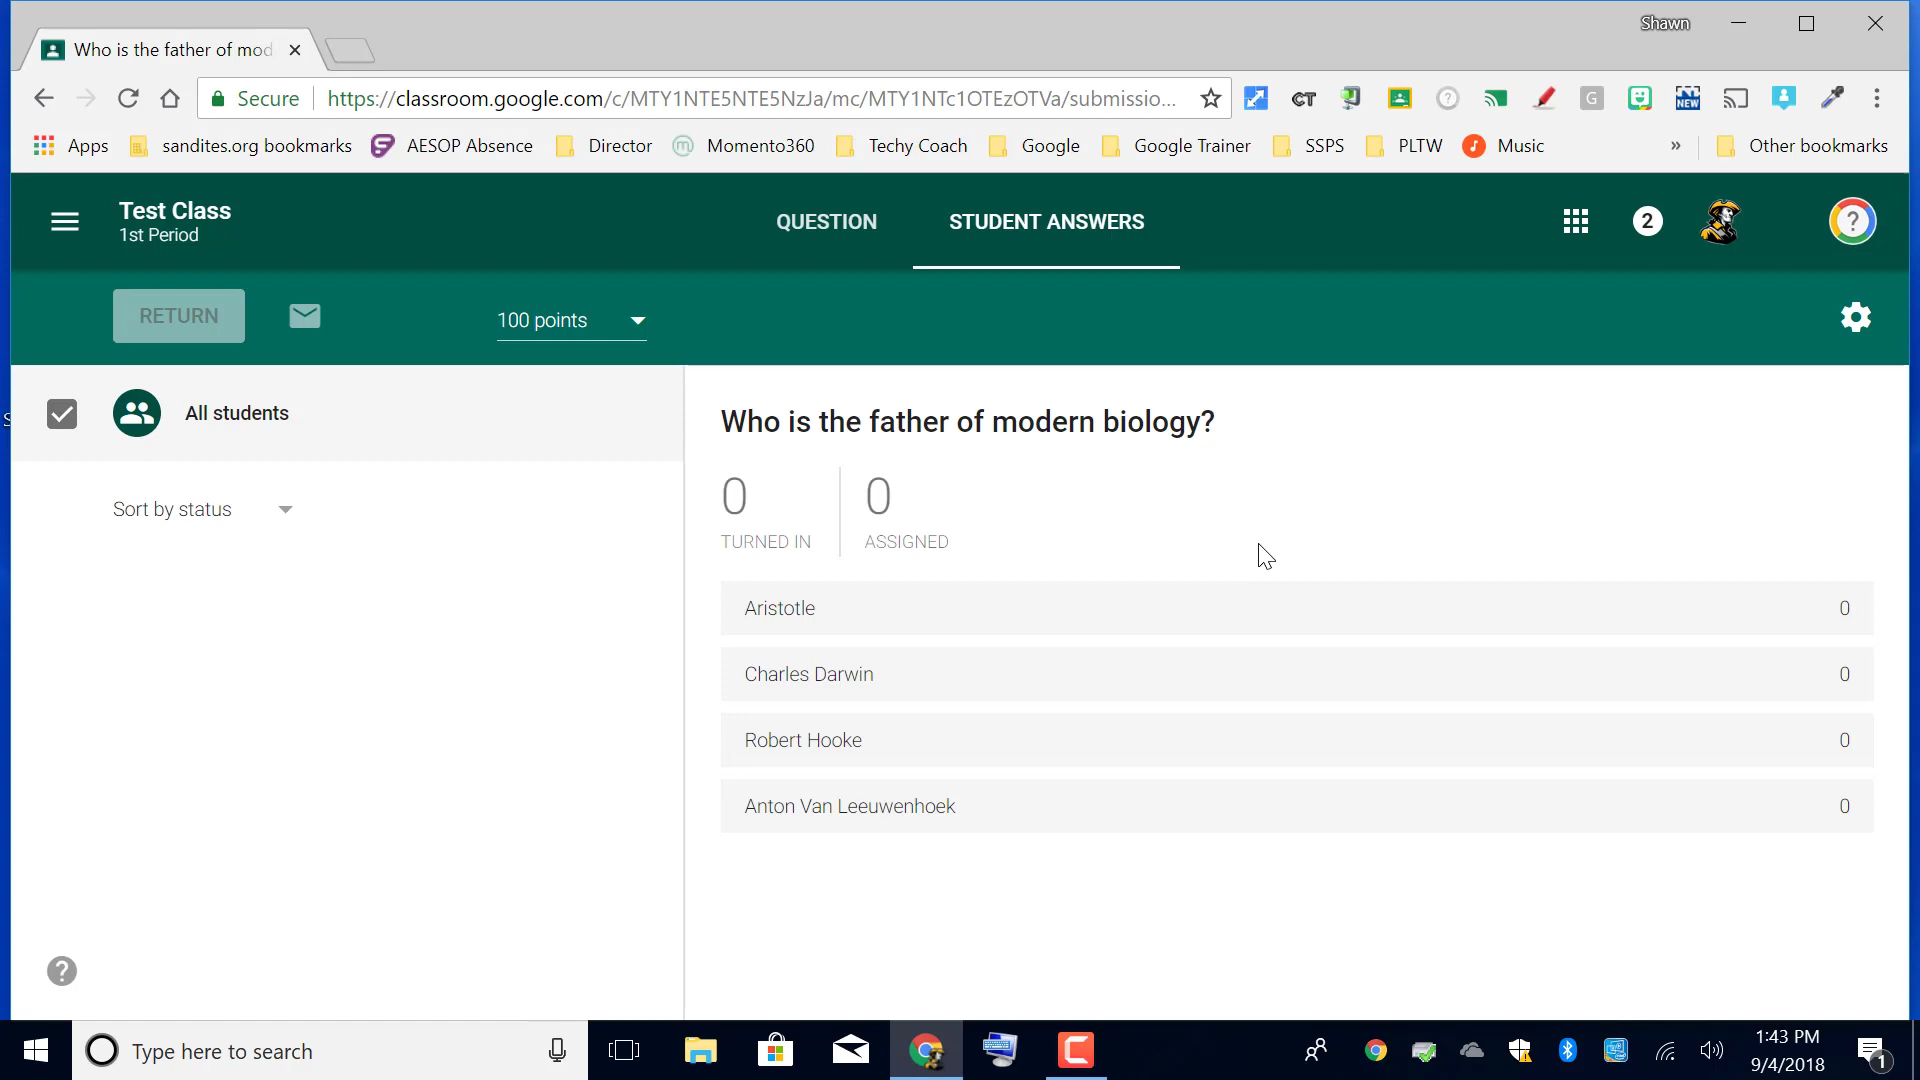 Shawn
Who is the father of mod
Secure
https://classroom.google.com/c/MTY1NTE5NTE5NzJa/mc/MTY1NTc1OTEzOTVa/submissio...
CT
G
NEW
Apps
sandites.org bookmarks
AESOP Absence
Director
Momento360
Techy Coach
Google
Google Trainer
SSPS
PLTW
Music
»
Other bookmarks
Test Class
1st Period
QUESTION
STUDENT ANSWERS
2
?
RETURN
100 points
All students
Sort by status
Who is the father of modern biology?
0
TURNED IN
0
ASSIGNED
Aristotle 0
Charles Darwin 0
Robert Hooke 0
Anton Van Leeuwenhoek 0
?
Type here to search
1:43 PM
9/4/2018
1